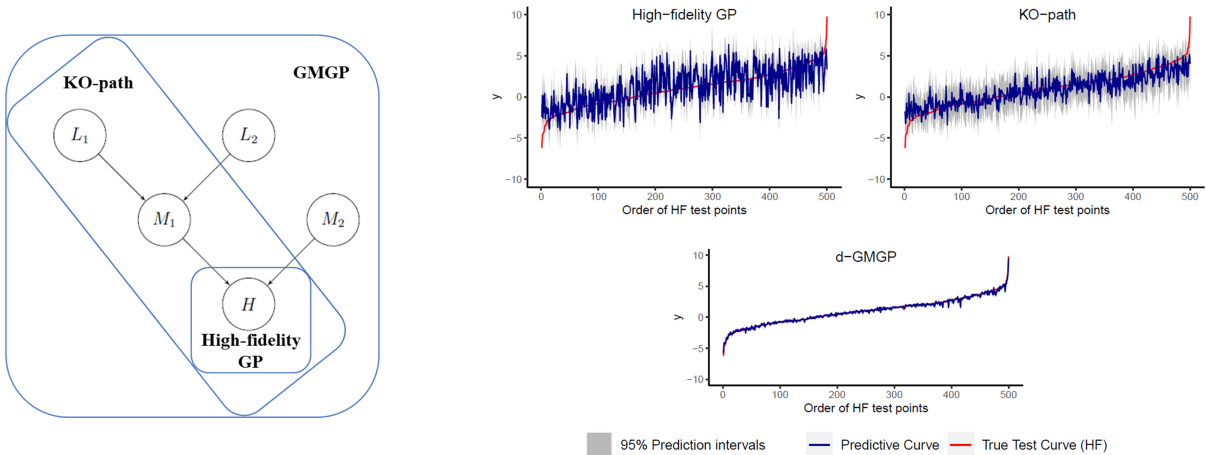 KO-path
GMGP
L1
L2
M1
M2
H
High-fidelity
GP
High−fidelity GP
10
5
0
−5
−10
y
0 100 200 300 400 500
Order of HF test points
KO−path
10
5
0
−5
−10
y
0 100 200 300 400 500
Order of HF test points
d−GMGP
10
5
0
−5
−10
y
0 100 200 300 400 500
Order of HF test points
95% Prediction intervals Predictive Curve True Test Curve (HF)